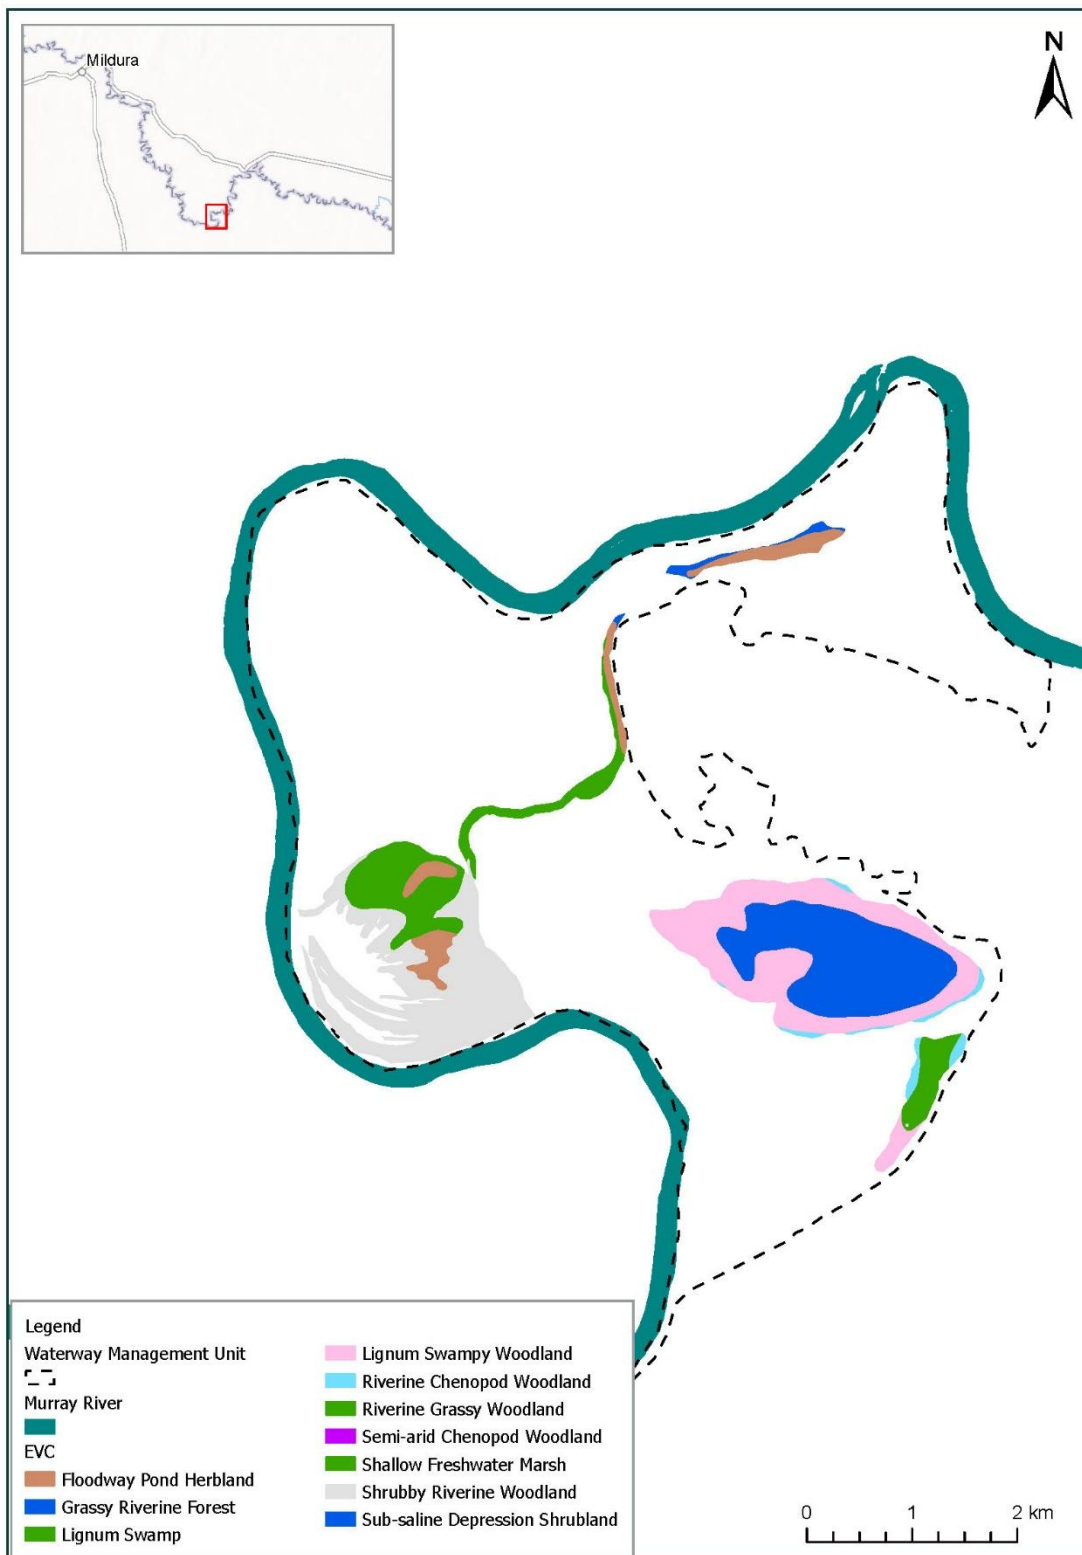 Mildura
N
Legend
Waterway Management Unit
Murray River
EVC
Floodway Pond Herbland
Grassy Riverine Forest
Lignum Swamp
Lignum Swampy Woodland
Riverine Chenopod Woodland
Riverine Grassy Woodland
Semi-arid Chenopod Woodland
Shallow Freshwater Marsh
Shrubby Riverine Woodland
Sub-saline Depression Shrubland
0 1 2 km